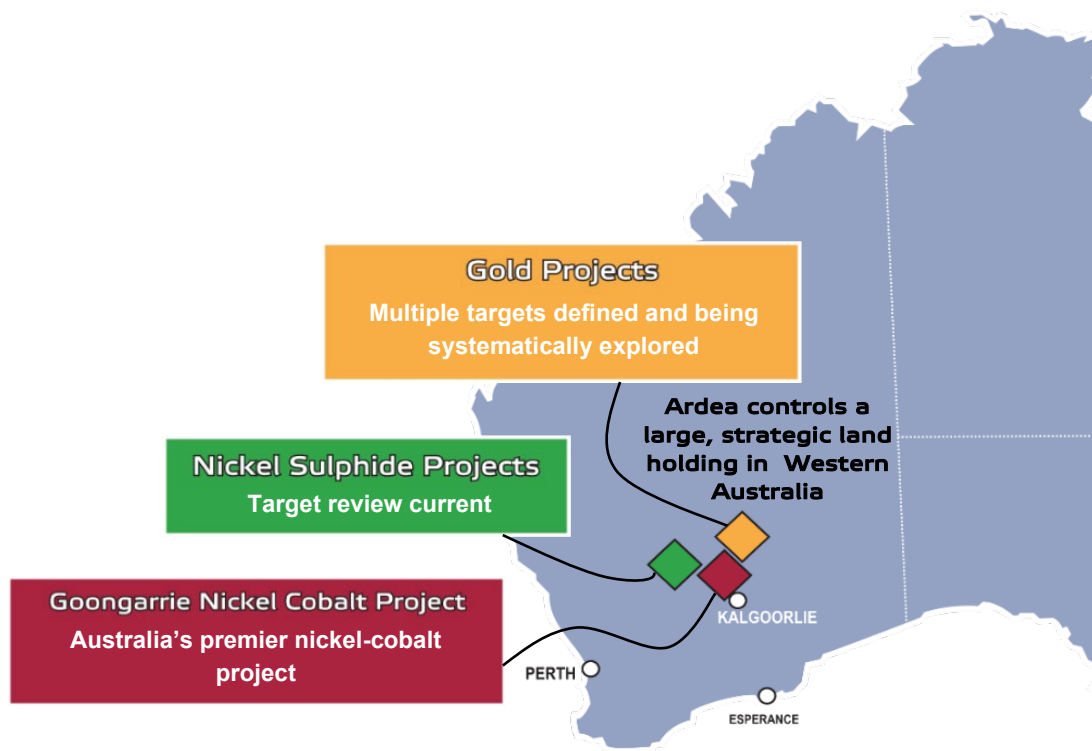 Gold Projects
Multiple targets defined and being
systematically explored
Ardea controls a
large, strategic land
holding in Western
Australia
Nickel Sulphide Projects
Target review current
Goongarrie Nickel Cobalt Project
Australia’s premier nickel-cobalt
project
KALGOORLIE
PERTH
ESPERANCE